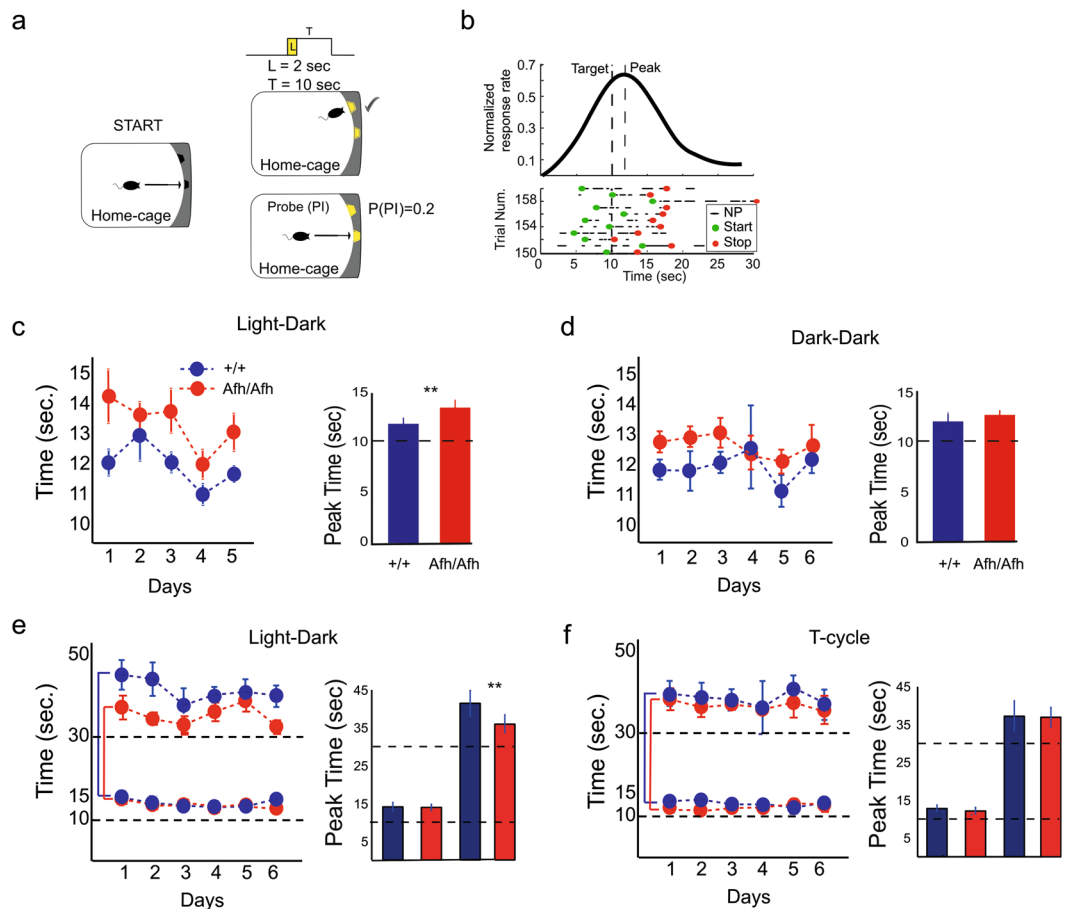 a
T
L
L = 2 sec
T = 10 sec
START
Home-cage
Home-cage
Probe (PI)
P(PI)=0.2
Home-cage
b
Target
Peak
Normalized
response rate
0.7
0.5
0.3
0.1
Trial Num.
158
154
150
NP
Start
Stop
0 5 10 15 20 25 30
Time (sec)
c
Light-Dark
+/+
Afh/Afh
Time (sec.)
15
14
13
12
11
10
1 2 3 4 5
Days
**
Peak Time (sec)
15
10
5
0
+/+ Afh/Afh
d
Dark-Dark
Time (sec.)
15
14
13
12
11
10
1 2 3 4 5 6
Days
Peak Time (sec)
15
10
5
0
+/+ Afh/Afh
e
Light-Dark
Time (sec.)
50
30
15
10
1 2 3 4 5 6
Days
**
Peak Time (sec)
45
35
25
15
5
f
T-cycle
Time (sec.)
50
30
15
10
1 2 3 4 5 6
Days
Peak Time (sec)
45
35
25
15
5